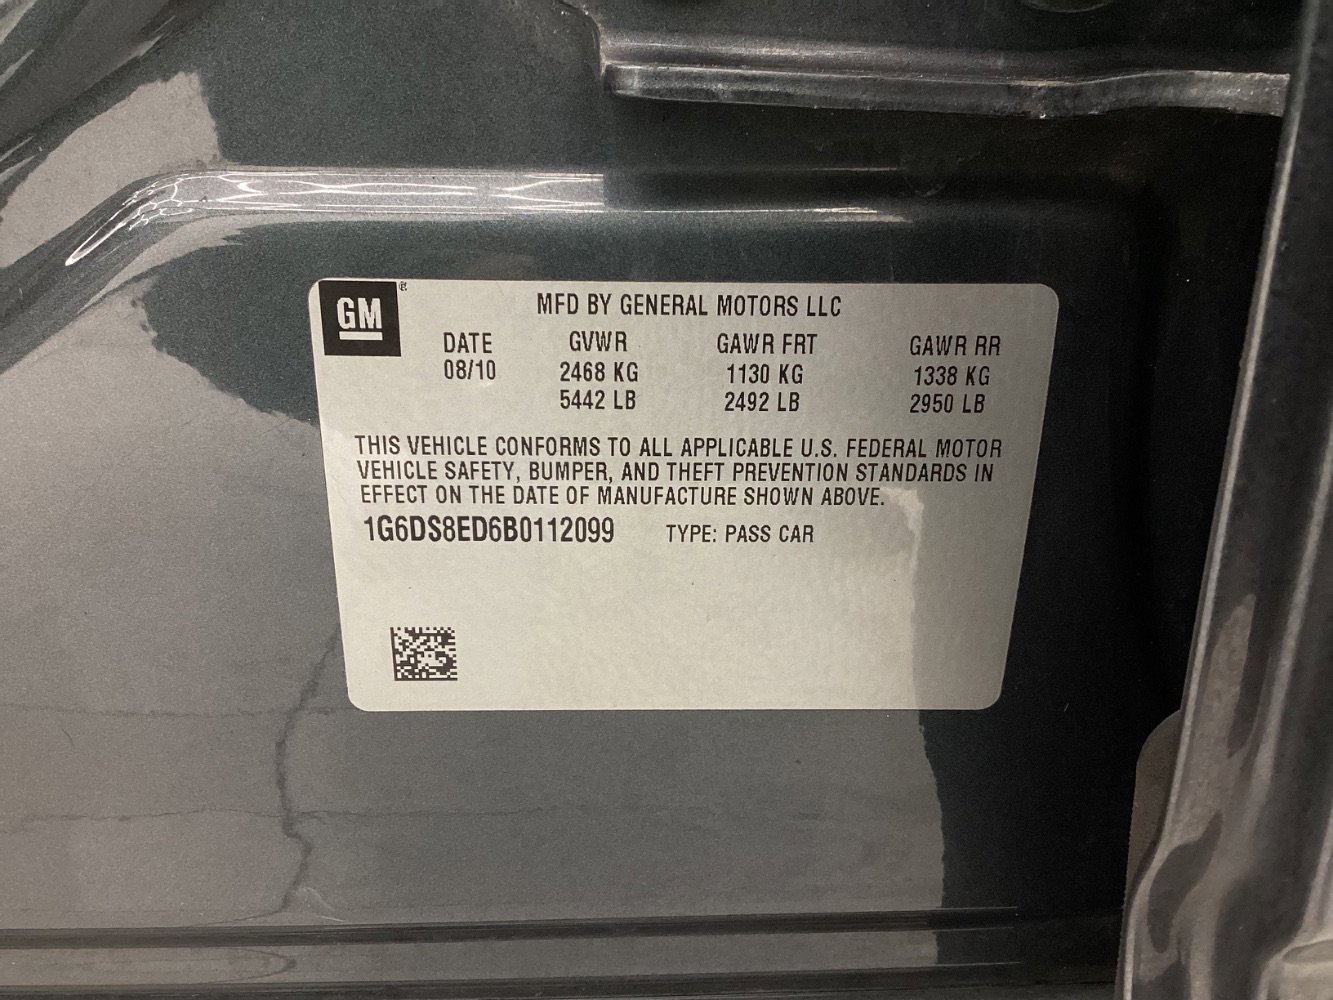 GM ®
MFD BY GENERAL MOTORS LLC
DATE GVWR GAWR FRT GAWR RR
08/10 2468 KG 1130 KG 1338 KG
5442 LB 2492 LB 2950 LB
THIS VEHICLE CONFORMS TO ALL APPLICABLE U.S. FEDERAL MOTOR
VEHICLE SAFETY, BUMPER, AND THEFT PREVENTION STANDARDS IN
EFFECT ON THE DATE OF MANUFACTURE SHOWN ABOVE.
1G6DS8ED6B0112099 TYPE: PASS CAR